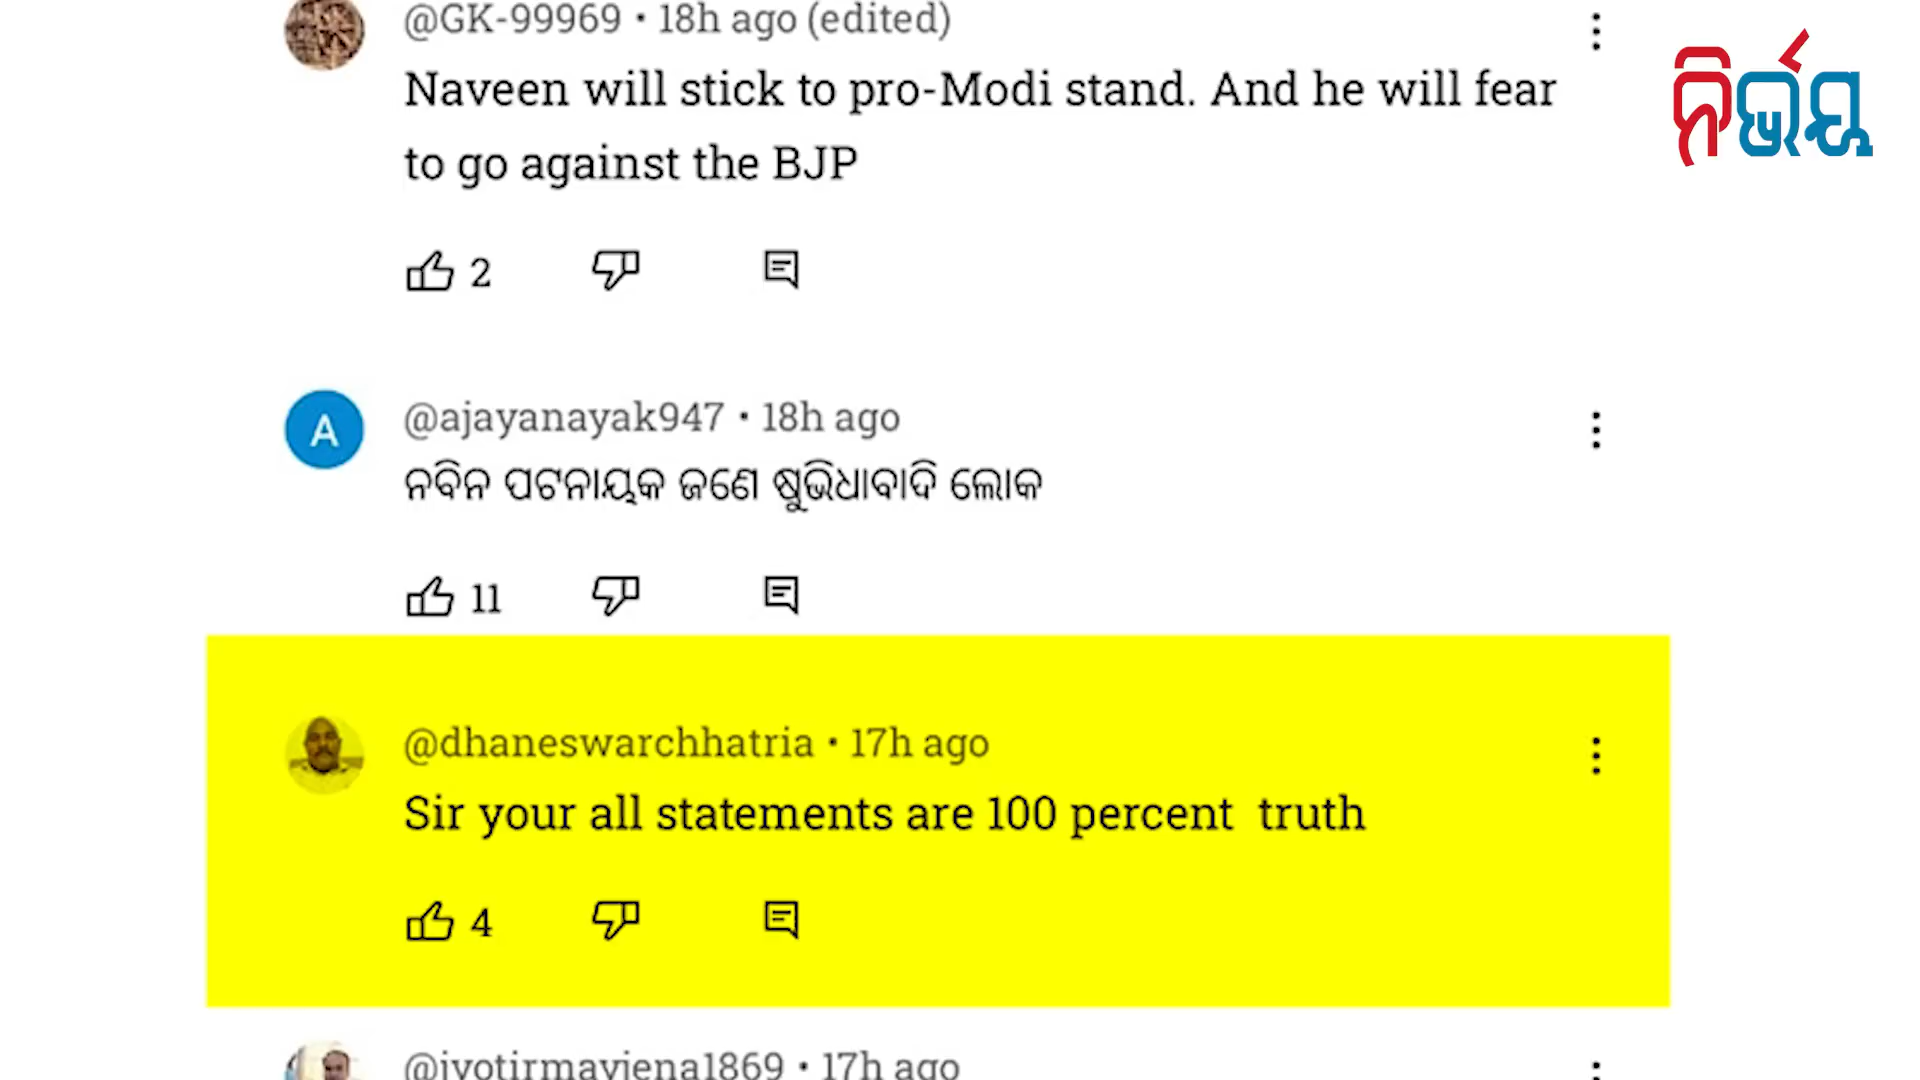 @GK-99969 • 18h ago (edited)
Naveen will stick to pro-Modi stand. And he will fear
to go against the BJP
2
ନିର୍ଭୟ
A
@ajayanayak947 • 18h ago
ନବିନ ପଟନାୟକ ଜଣେ ଷୁଭିଧାବାଦି ଲୋକ
11
@dhaneswarchhatria • 17h ago
Sir your all statements are 100 percent  truth
4
@jyotirmayjena1869 • 17h ago